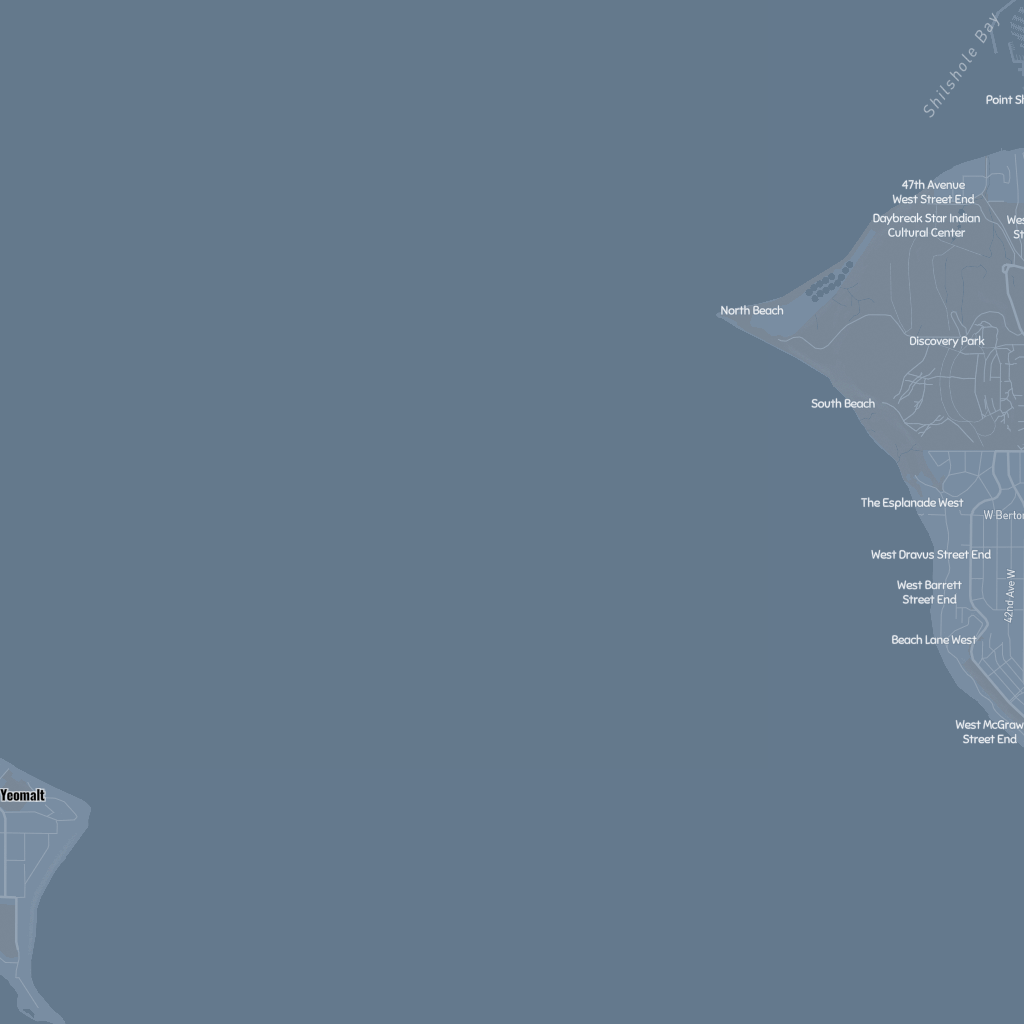 Shilshole Bay
Point Sh
47th Avenue
West Street End
Daybreak Star Indian
Cultural Center
Wes
St
North Beach
Discovery Park
South Beach
The Esplanade West
W Berton
West Dravus Street End
West Barrett
Street End
42nd Ave W
Beach Lane West
West McGraw
Street End
Yeomalt